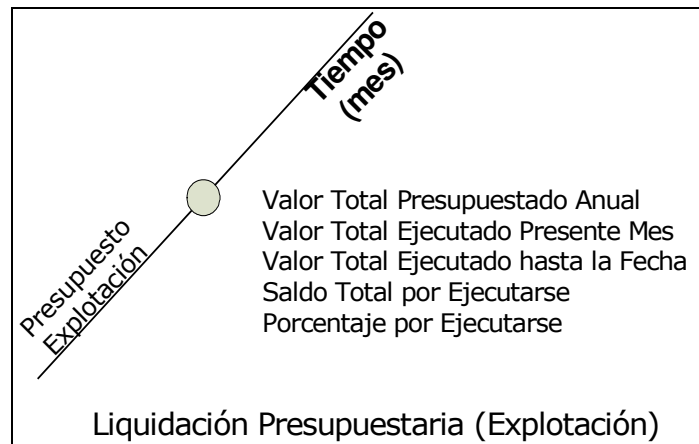 Tiempo
(mes)
Presupuesto
Explotación
Valor Total Presupuestado Anual
Valor Total Ejecutado Presente Mes
Valor Total Ejecutado hasta la Fecha
Saldo Total por Ejecutarse
Porcentaje por Ejecutarse
Liquidación Presupuestaria (Explotación)